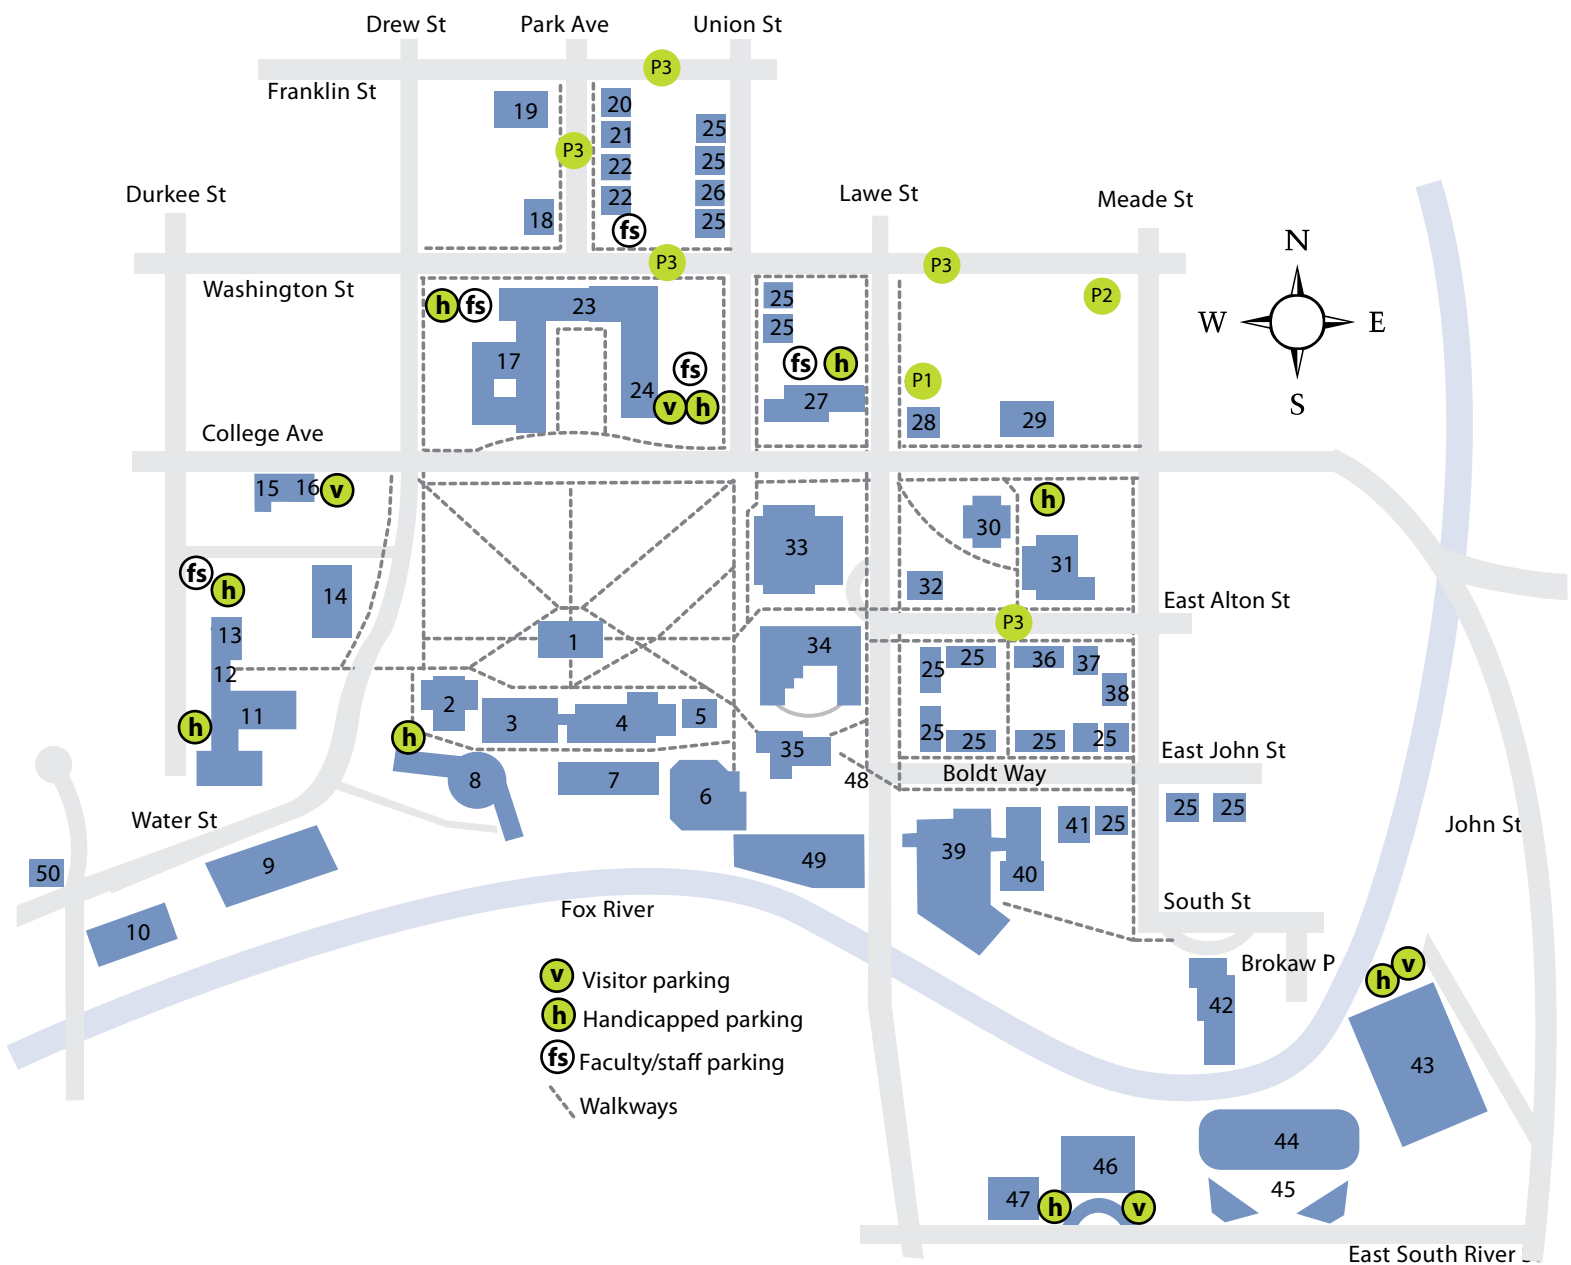 Drew St
Park Ave
Union St
P3
Franklin St
19
20
P3
21
25
22
25
22
26
18
25
fs
Durkee St
Lawe St
Meade St
P3
P3
N
Washington St
P2
W
E
S
h
fs
23
25
25
17
24
fs
v
h
fs
h
27
P1
28
29
College Ave
15
16
v
h
30
31
33
32
fs
h
14
East Alton St
P3
13
12
11
h
1
34
25
25
36
37
38
2
3
4
5
h
35
25
25
25
25
East John St
Boldt Way
8
7
6
48
Water St
25
25
John St
41
25
9
49
39
50
40
10
South St
Fox River
Brokaw P
h
v
v
Visitor parking
42
h
Handicapped parking
fs
Faculty/staff parking
43
Walkways
44
46
45
47
h
v
East South River